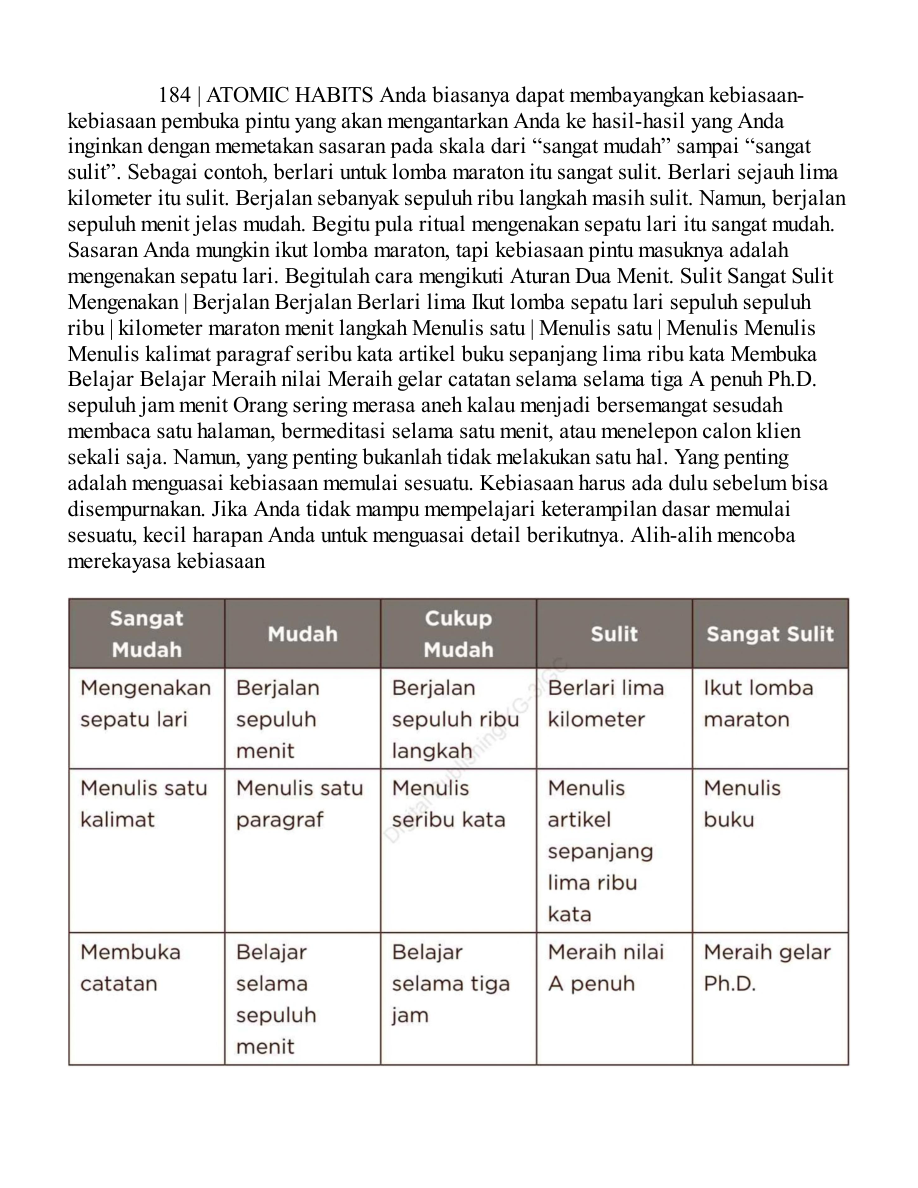 184 | ATOMIC HABITS Anda biasanya dapat membayangkan kebiasaan-
kebiasaan pembuka pintu yang akan mengantarkan Anda ke hasil-hasil yang Anda
inginkan dengan memetakan sasaran pada skala dari “sangat mudah” sampai “sangat
sulit”. Sebagai contoh, berlari untuk lomba maraton itu sangat sulit. Berlari sejauh lima
kilometer itu sulit. Berjalan sebanyak sepuluh ribu langkah masih sulit. Namun, berjalan
sepuluh menit jelas mudah. Begitu pula ritual mengenakan sepatu lari itu sangat mudah.
Sasaran Anda mungkin ikut lomba maraton, tapi kebiasaan pintu masuknya adalah
mengenakan sepatu lari. Begitulah cara mengikuti Aturan Dua Menit. Sulit Sangat Sulit
Mengenakan | Berjalan Berjalan Berlari lima Ikut lomba sepatu lari sepuluh sepuluh
ribu | kilometer maraton menit langkah Menulis satu | Menulis satu | Menulis Menulis
Menulis kalimat paragraf seribu kata artikel buku sepanjang lima ribu kata Membuka
Belajar Belajar Meraih nilai Meraih gelar catatan selama selama tiga A penuh Ph.D.
sepuluh jam menit Orang sering merasa aneh kalau menjadi bersemangat sesudah
membaca satu halaman, bermeditasi selama satu menit, atau menelepon calon klien
sekali saja. Namun, yang penting bukanlah tidak melakukan satu hal. Yang penting
adalah menguasai kebiasaan memulai sesuatu. Kebiasaan harus ada dulu sebelum bisa
disempurnakan. Jika Anda tidak mampu mempelajari keterampilan dasar memulai
sesuatu, kecil harapan Anda untuk menguasai detail berikutnya. Alih-alih mencoba
merekayasa kebiasaan
Sangat
Mudah
Mudah
Cukup
Mudah
Sulit
Sangat Sulit
Mengenakan
sepatu lari
Berjalan
sepuluh
menit
Berjalan
sepuluh ribu
langkah
Berlari lima
kilometer
Ikut lomba
maraton
Menulis satu
kalimat
Menulis satu
paragraf
Menulis
seribu kata
Menulis
artikel
sepanjang
lima ribu
kata
Menulis
buku
Membuka
catatan
Belajar
selama
sepuluh
menit
Belajar
selama tiga
jam
Meraih nilai
A penuh
Meraih gelar
Ph.D.
Digital Publishing/KG-3/GC